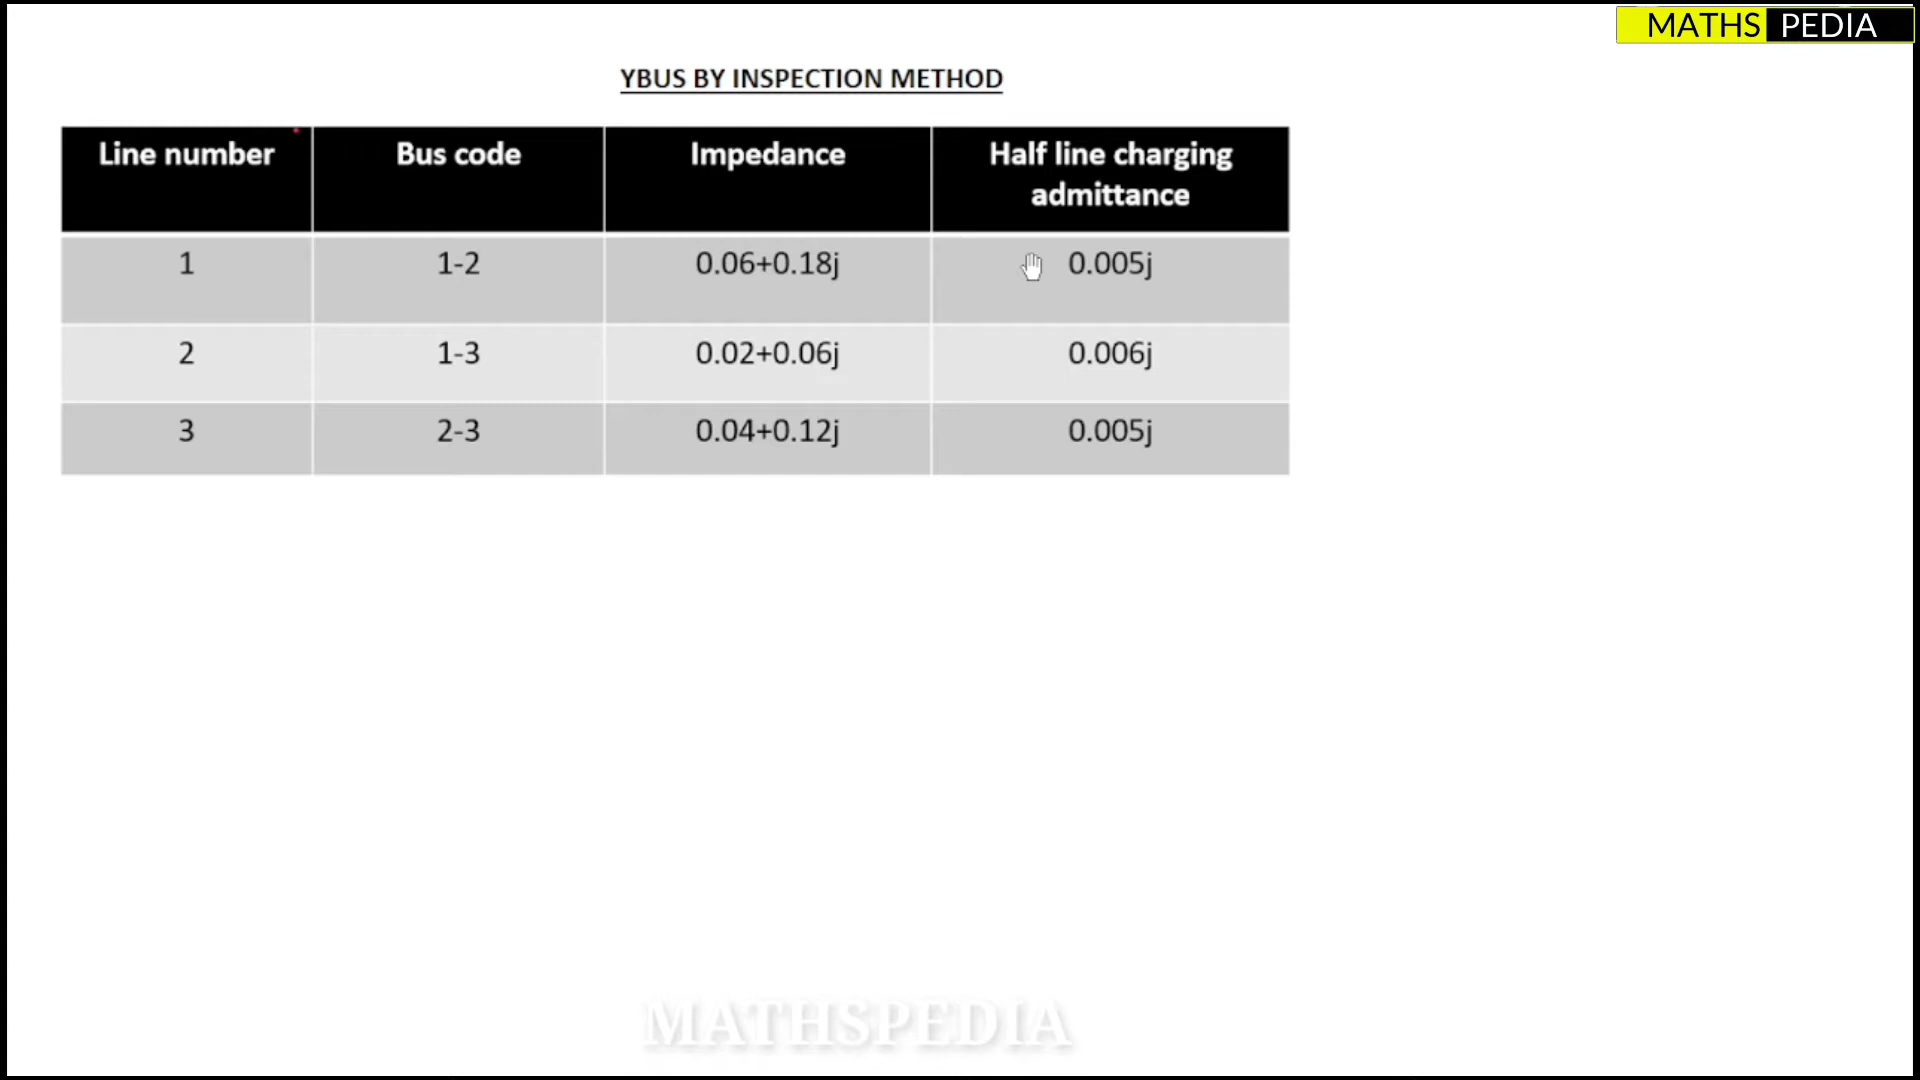 MATHS PEDIA
YBUS BY INSPECTION METHOD
Line number Bus code Impedance Half line charging
admittance
1 1-2 0.06+0.18j 0.005j
2 1-3 0.02+0.06j 0.006j
3 2-3 0.04+0.12j 0.005j
MATHSPEDIA